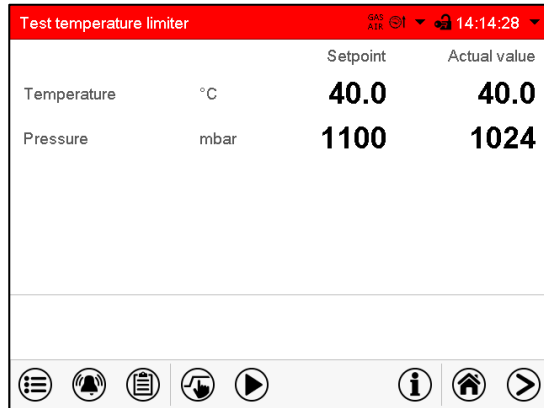 Test temperature limiter GAS AIR 14:14:28
Setpoint Actual value
Temperature °C 40.0 40.0
Pressure mbar 1100 1024